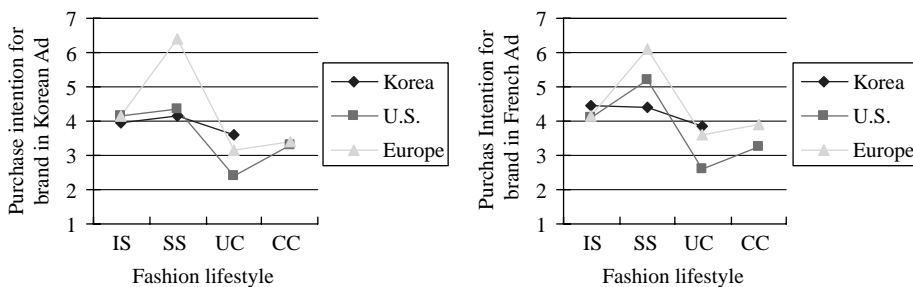 Purchase intention for
brand in Korean Ad
7
6
5
4
3
2
1
IS SS UC CC
Fashion lifestyle
Korea
U.S.
Europe
Purchas Intention for
brand in French Ad
7
6
5
4
3
2
1
IS SS UC CC
Fashion lifestyle
Korea
U.S.
Europe